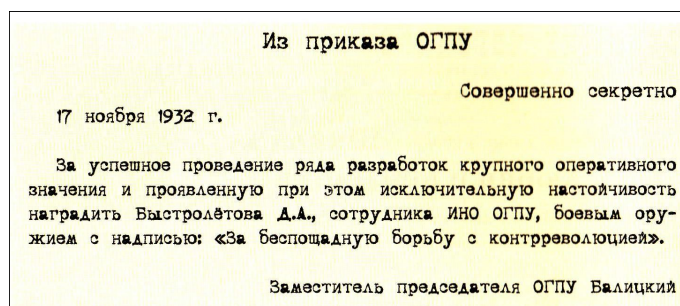 Из приказа ОГПУ
Совершенно секретно
17 ноября 1932 г.
За успешное проведение ряда разработок крупного оперативного
значения и проявленную при этом исключительную настойчивость
наградить Быстролётова Д.А., сотрудника ИНО ОГПУ, боевым ору-
жием с надписью: «За беспощадную борьбу с контрреволюцией».
Заместитель председателя ОГПУ Балицкий